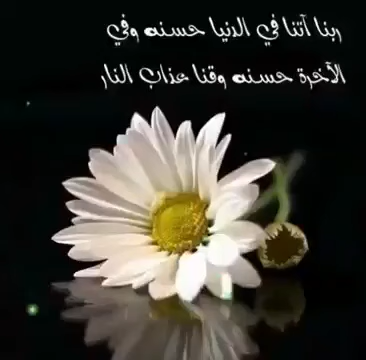 ربنا آتنا في الدنيا حسنه وفي
الآخرة حسنه وقنا عذاب النار